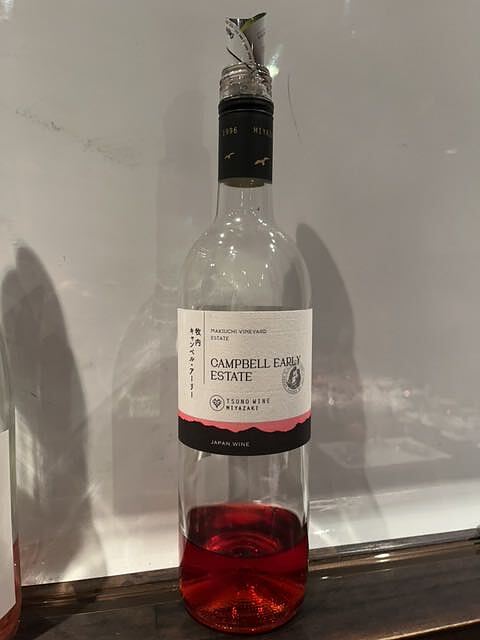 1996 MIYAZ
牧内
キャンベル・アーリー
MAKIUCHI VINEYARD
ESTATE
CAMPBELL EARLY
ESTATE
TSUNO WINE
MIYAZAKI
JAPAN WINE